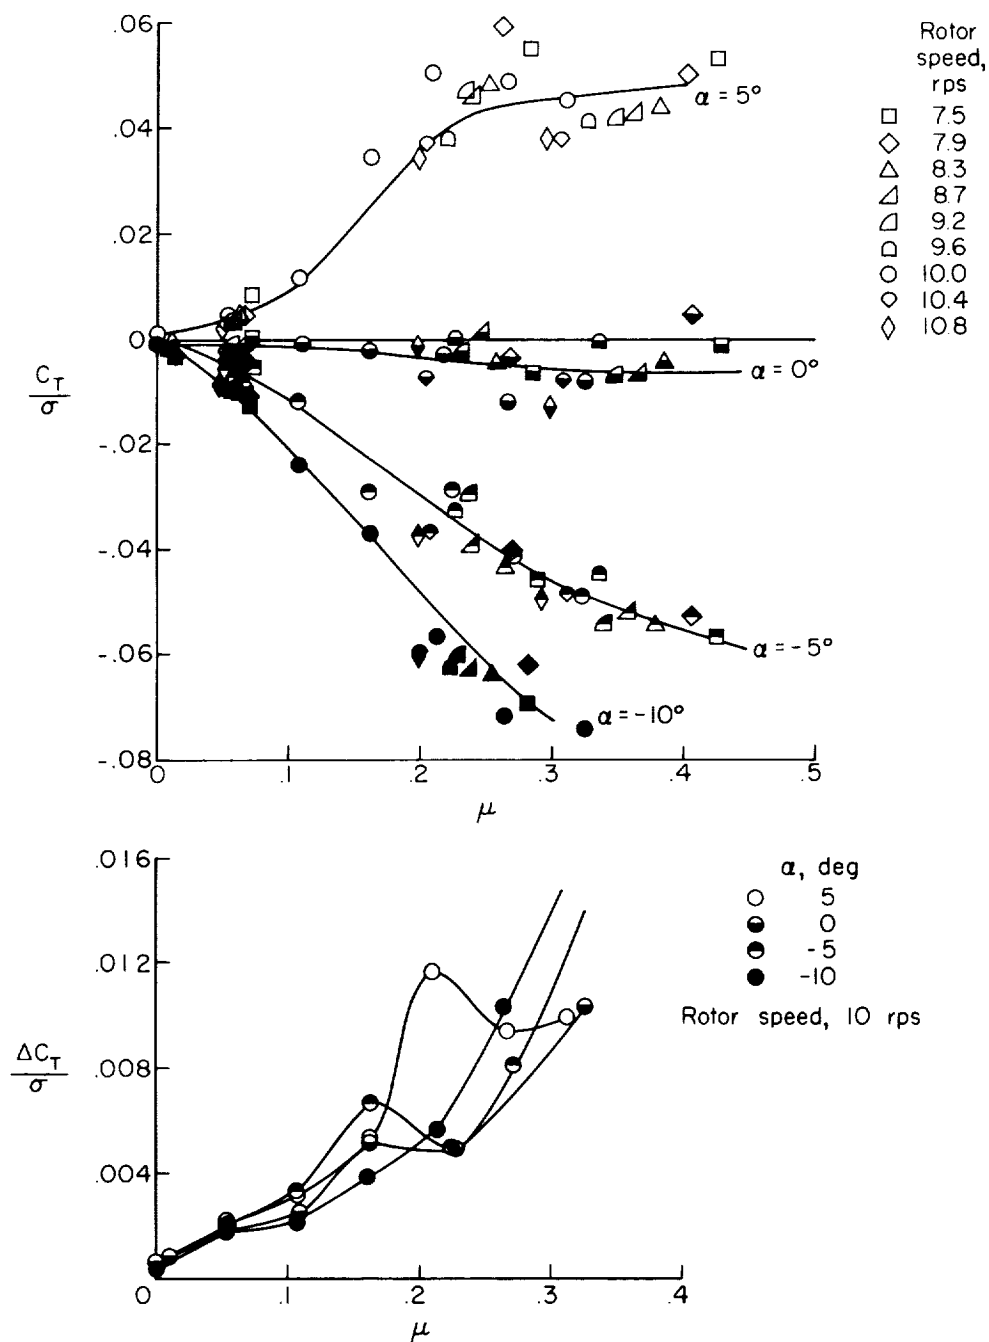 .06
.04
.02
0
-.02
-.04
-.06
-.08
C_T
σ
α = 5°
α = 0°
α = -5°
α = -10°
0 .1 .2 .3 .4 .5
μ
Rotor
speed,
rps
7.5
7.9
8.3
8.7
9.2
9.6
10.0
10.4
10.8
.016
.012
.008
.004
ΔC_T
σ
0 .1 .2 .3 .4
μ
α, deg
5
0
-5
-10
Rotor speed, 10 rps